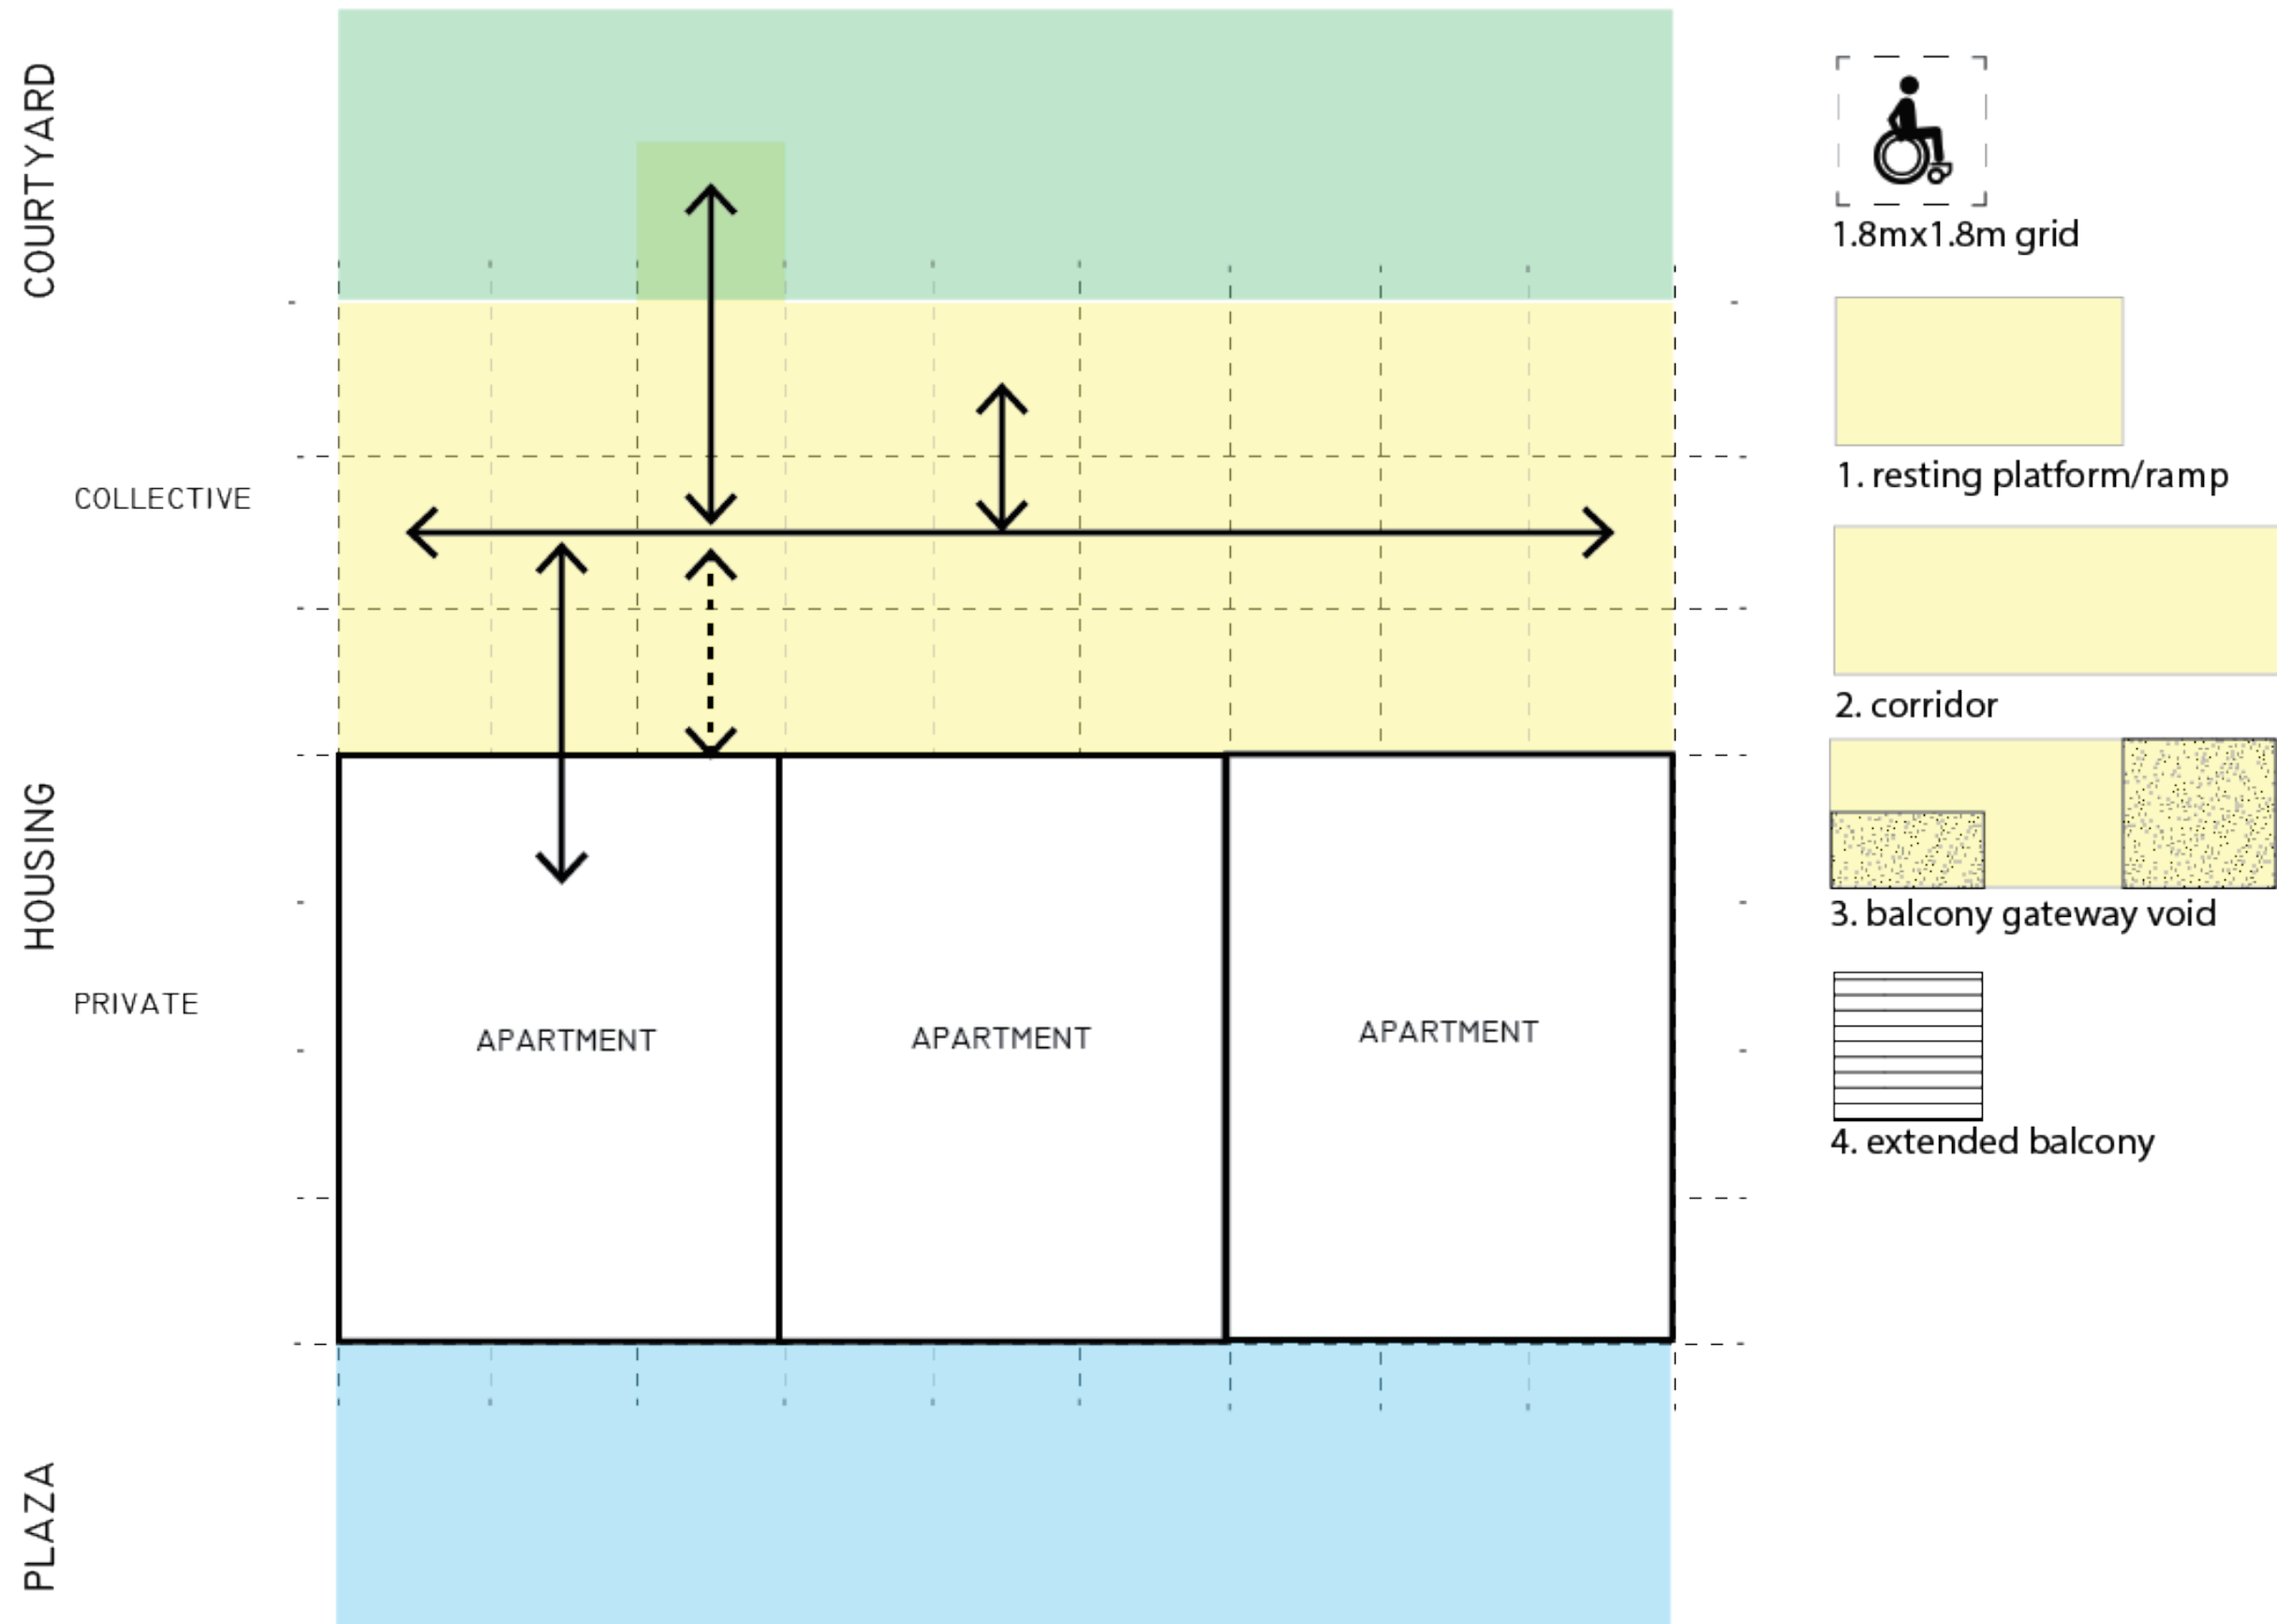 COURTYARD
COLLECTIVE
HOUSING
PRIVATE
APARTMENT
APARTMENT
APARTMENT
PLAZA
1.8mx1.8m grid
1. resting platform/ramp
2. corridor
3. balcony gateway void
4. extended balcony